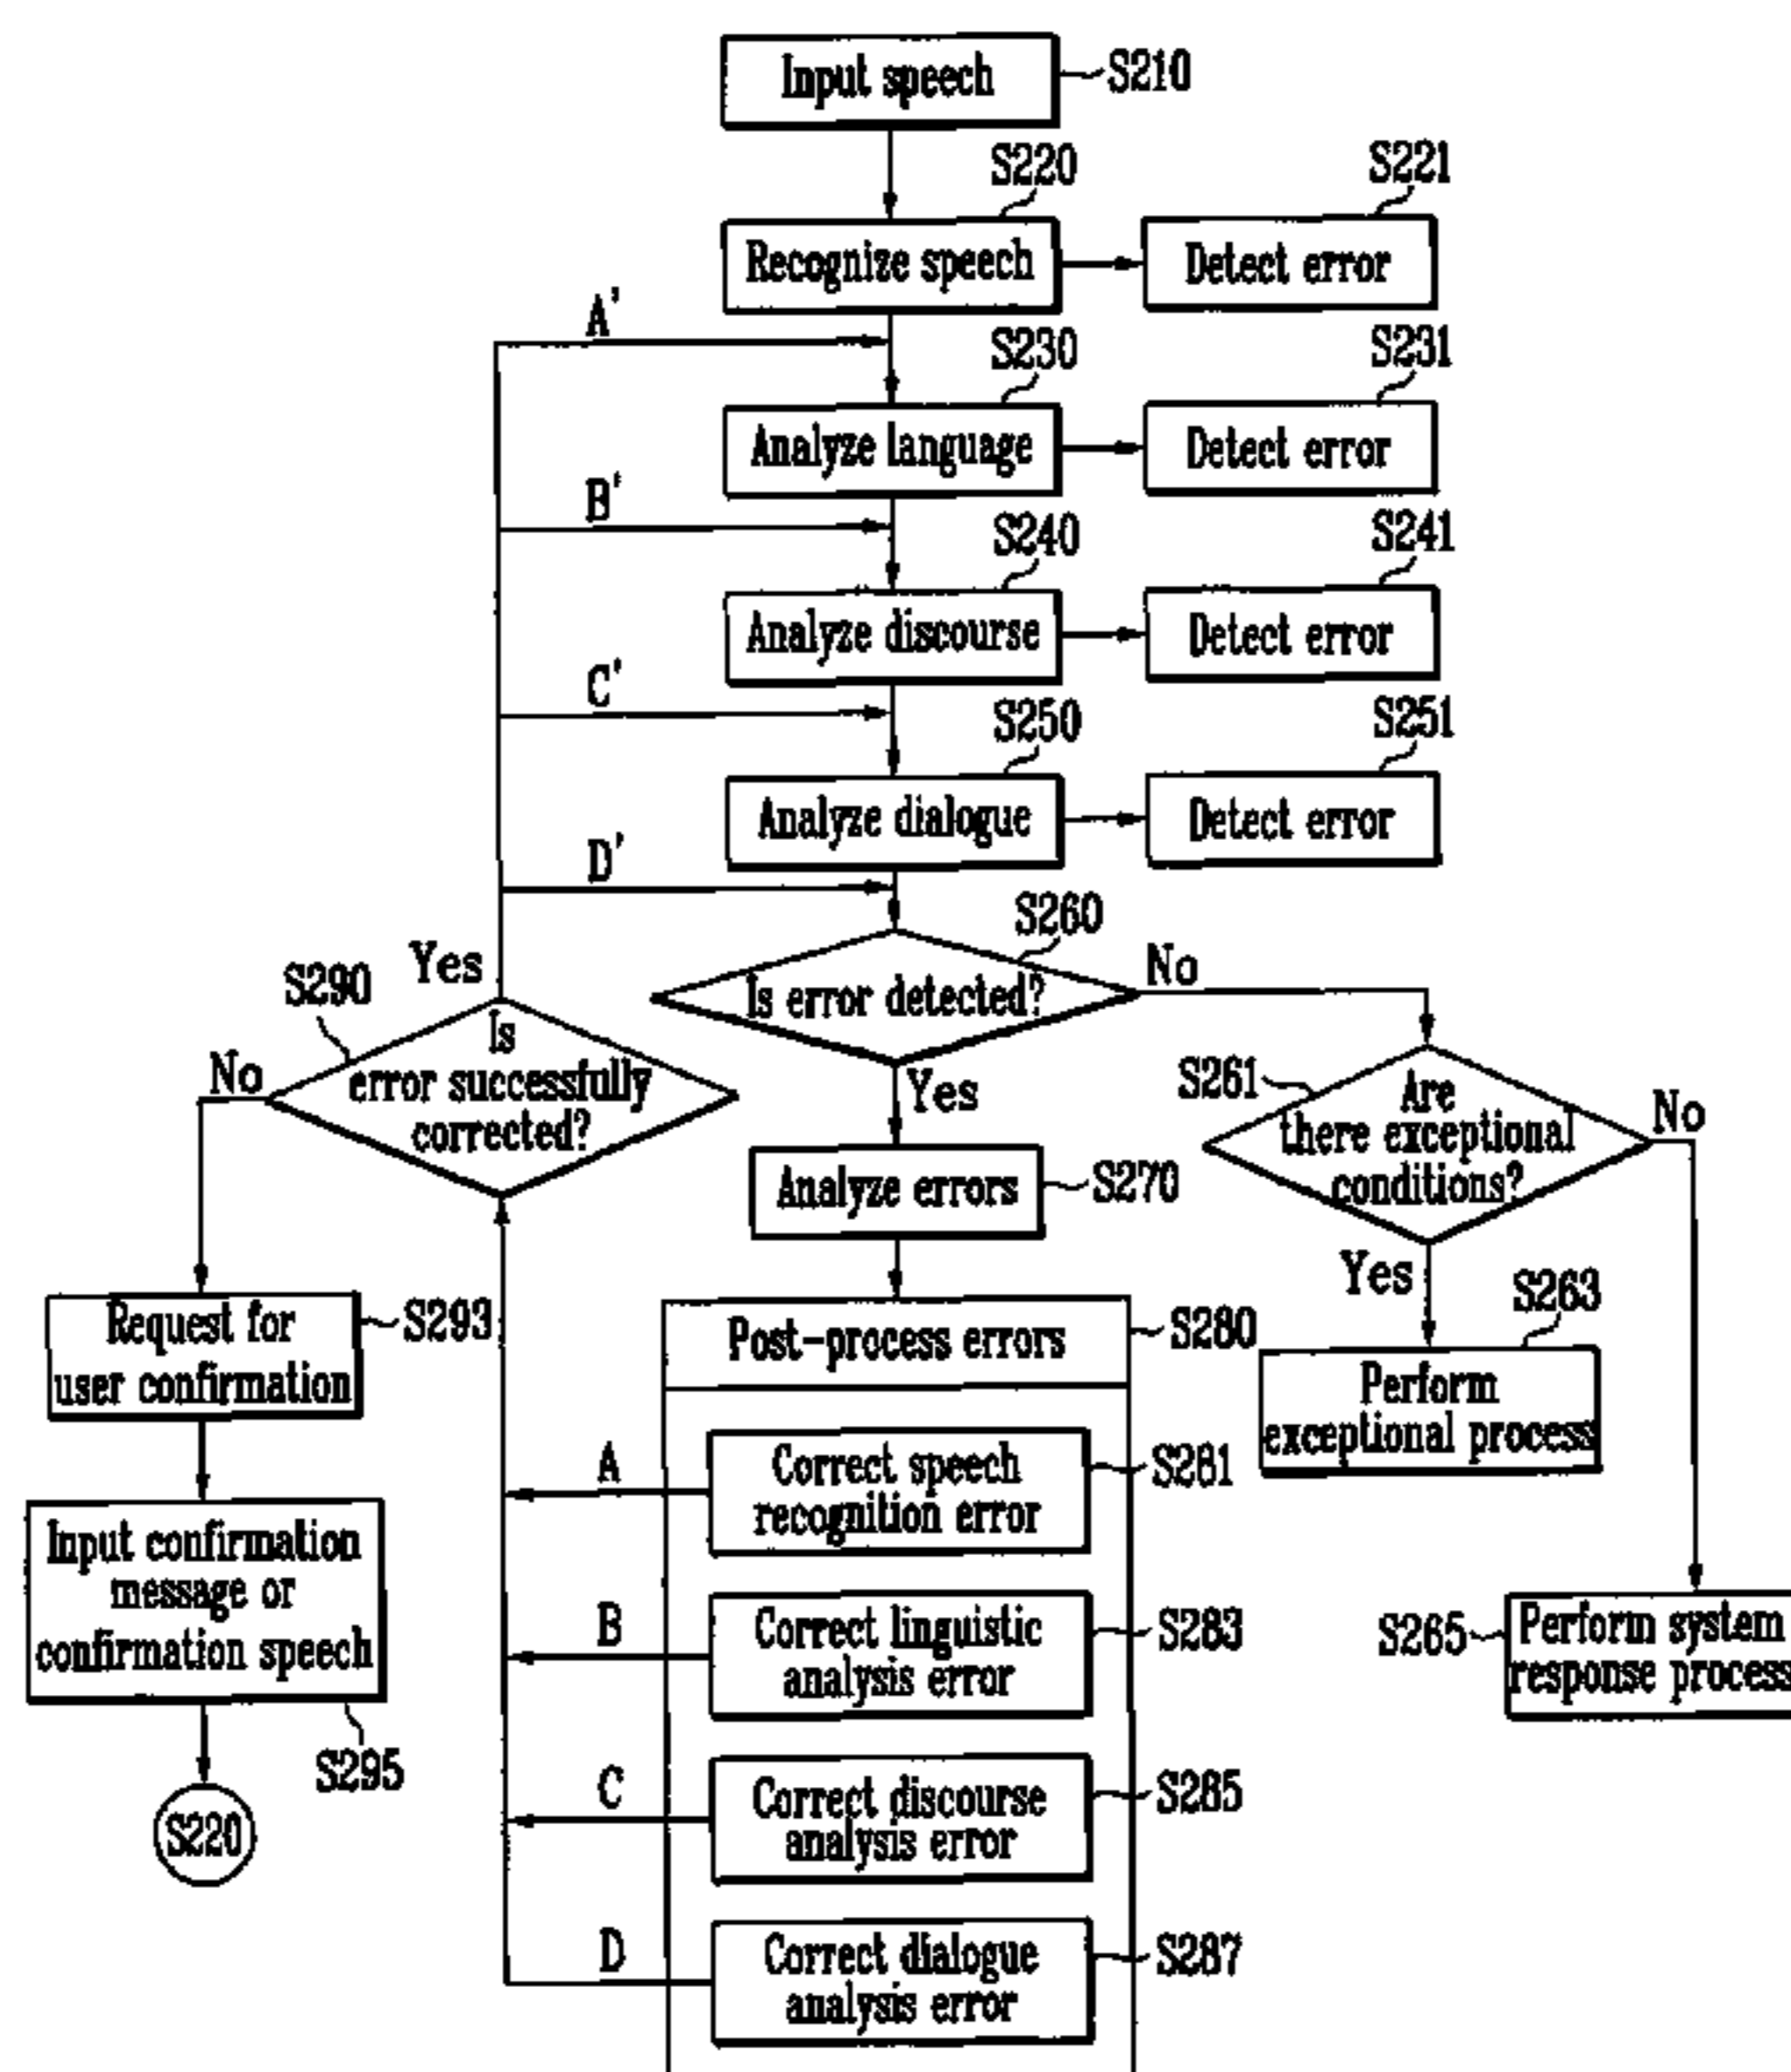 Input speech
S210
S220
S221
Recognize speech
Detect error
A'
S230
S231
Analyze language
Detect error
B'
S240
S241
Analyze discourse
Detect error
C'
S250
S251
Analyze dialogue
Detect error
D'
S260
Yes
Is error detected?
No
S290
Is
error successfully
corrected?
No
Yes
S261
Are
there exceptional
conditions?
No
Analyze errors
S270
Yes
S263
Request for
user confirmation
S293
Post-process errors
S280
Perform
exceptional process
A
Correct speech
recognition error
S281
Input confirmation
message or
confirmation speech
S295
B
Correct linguistic
analysis error
S283
S265
Perform system
response process
S220
C
Correct discourse
analysis error
S285
D
Correct dialogue
analysis error
S287